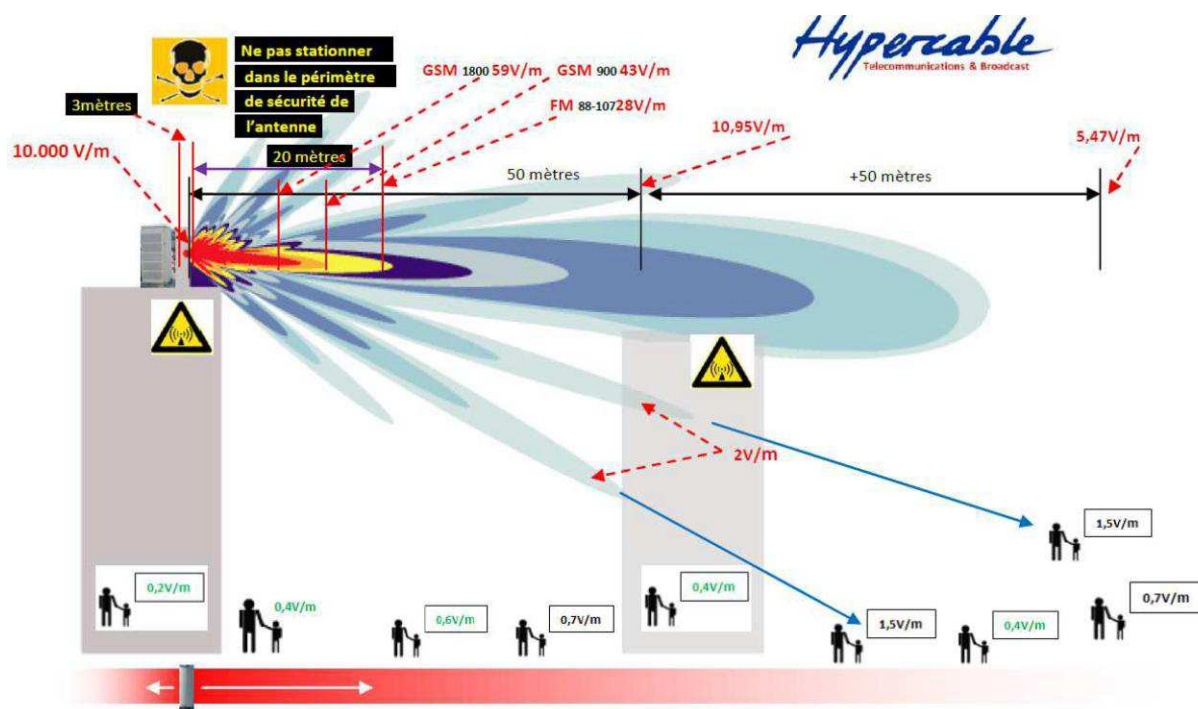 Hypercable
Telecommunications & Broadcast
Ne pas stationner
dans le périmètre
de sécurité de
l'antenne
GSM 1800 59V/m
GSM 900 43V/m
FM 88-10728V/m
3mètres
10,95V/m
5,47V/m
10.000 V/m
20 mètres
50 mètres
+50 mètres
2V/m
1,5V/m
0,2V/m
0,4V/m
0,6V/m
0,7V/m
0,4V/m
1,5V/m
0,4V/m
0,7V/m